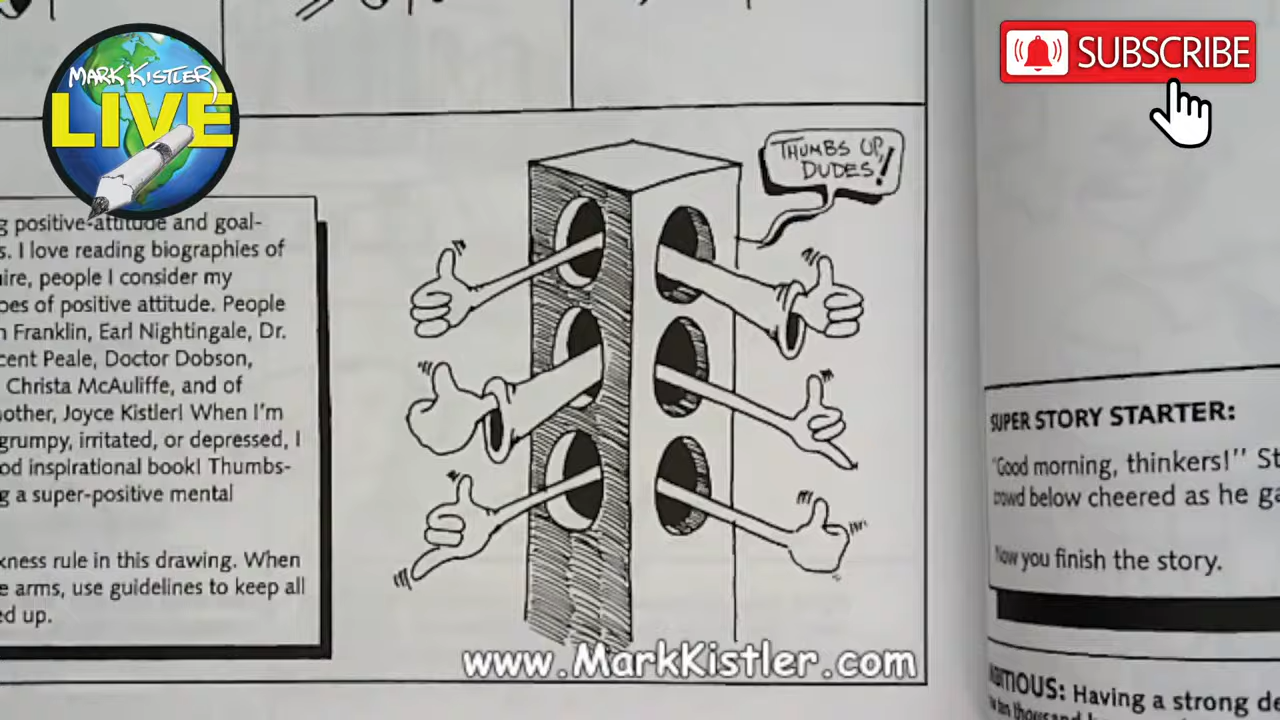 MARK KISTLER
LIVE
SUBSCRIBE
THUMBS UP,
DUDES!
g positive-attitude and goal-
s. I love reading biographies of
ire, people I consider my
pes of positive attitude. People
n Franklin, Earl Nightingale, Dr.
cent Peale, Doctor Dobson,
Christa McAuliffe, and of
nother, Joyce Kistler! When I'm
grumpy, irritated, or depressed, I
od inspirational book! Thumbs-
g a super-positive mental
kness rule in this drawing. When
e arms, use guidelines to keep all
ed up.
SUPER STORY STARTER:
"Good morning, thinkers!" St
crowd below cheered as he ga
Now you finish the story.
MBITIOUS: Having a strong de
www.MarkKistler.com